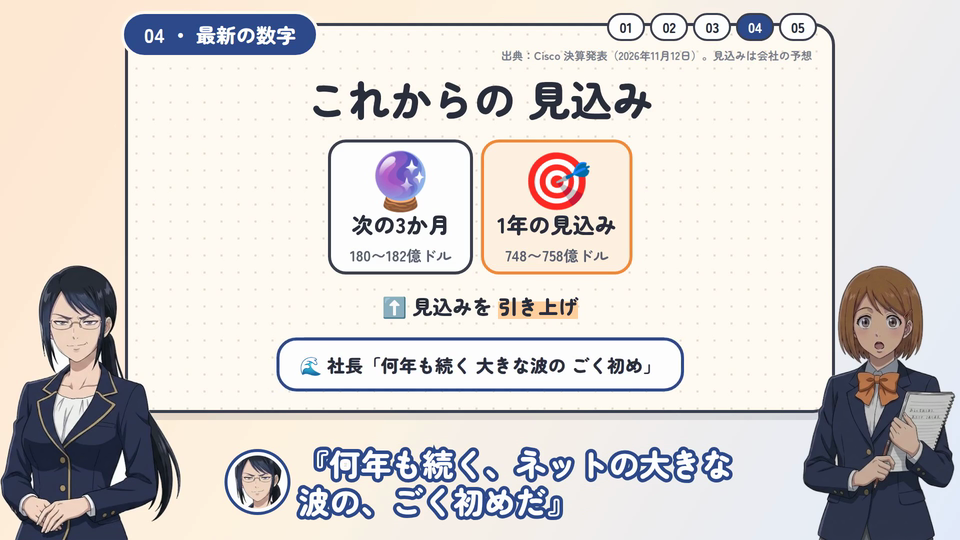 04 ・ 最新の数字
01 02 03 04 05
出典：Cisco 決算発表（2026年11月12日）。見込みは会社の予想
これからの 見込み
次の3か月
180〜182億ドル
1年の見込み
748〜758億ドル
見込みを 引き上げ
社長「何年も続く 大きな波の ごく初め」
『何年も続く、ネットの大きな
波の、ごく初めだ』